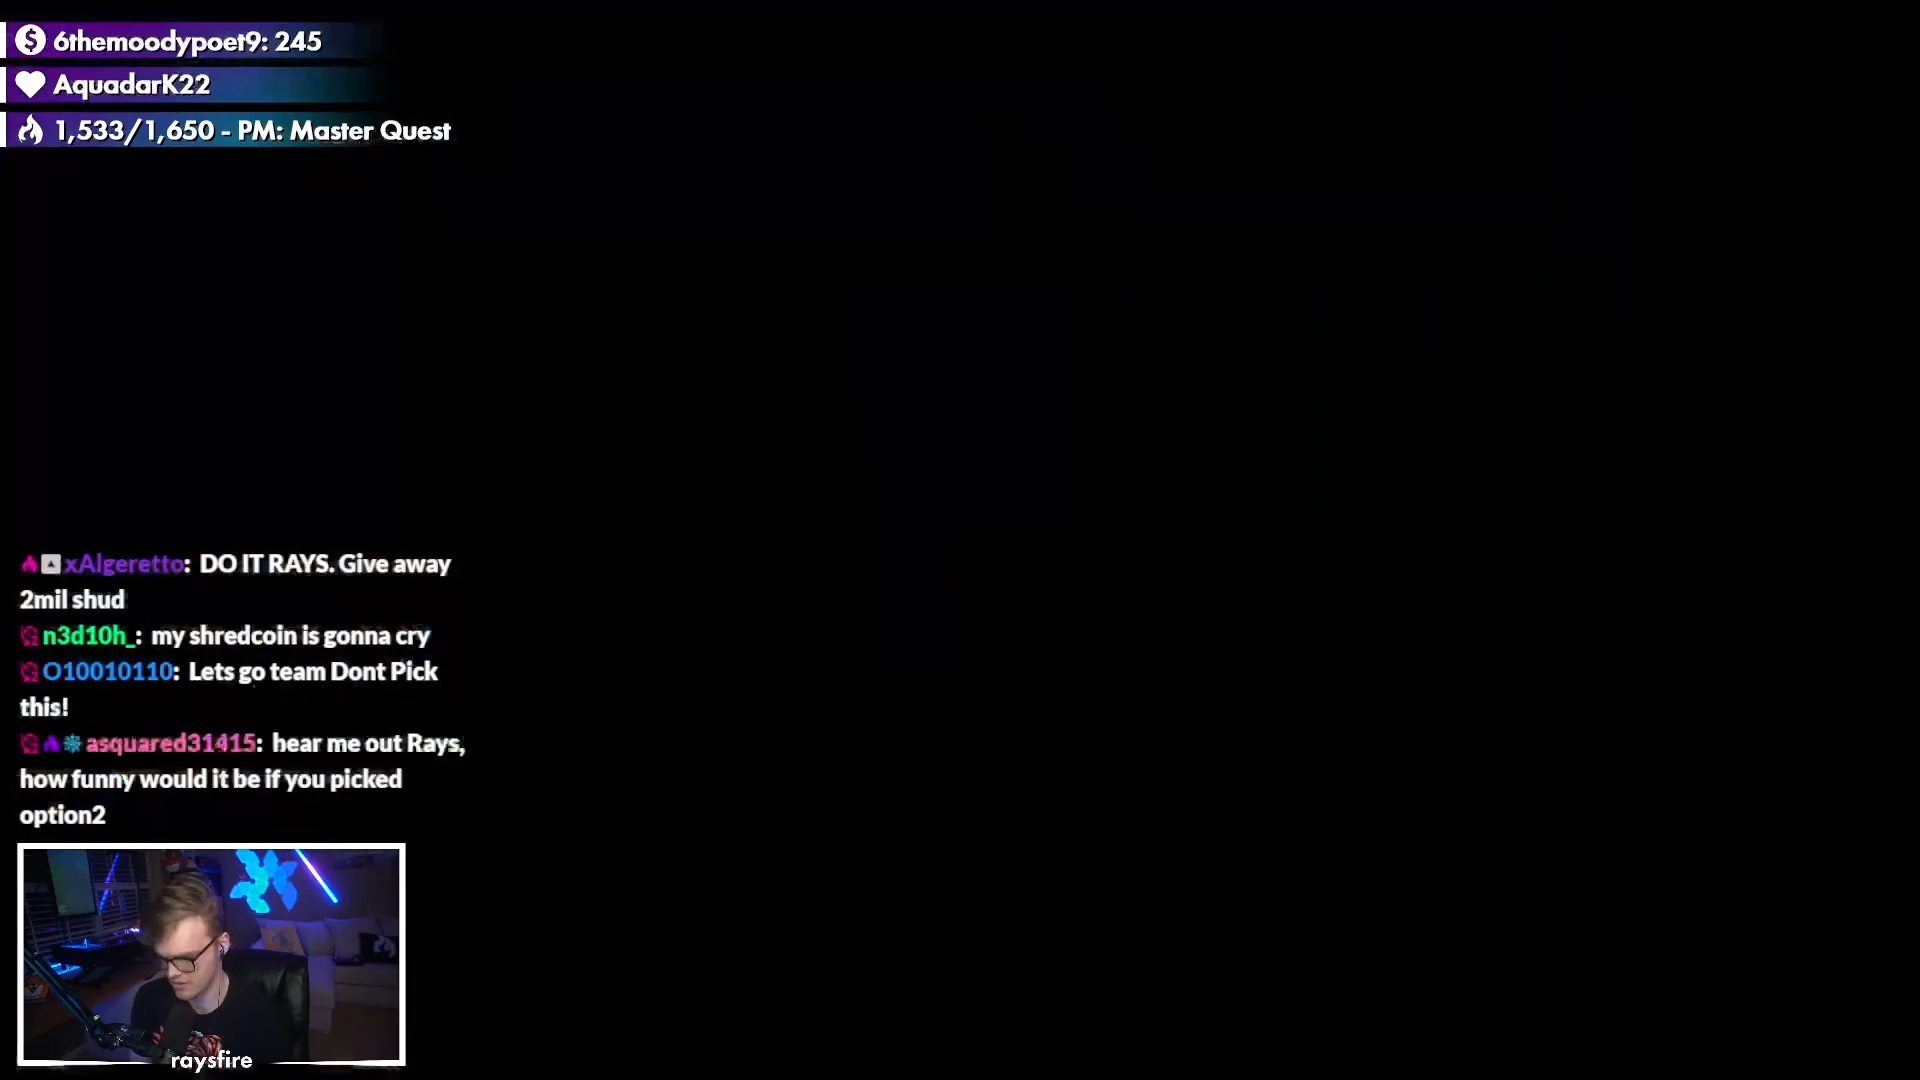 6themoodypoet9: 245
AquadarK22
1,533/1,650 - PM: Master Quest
xAlgeretto: DO IT RAYS. Give away
2mil shud
n3d10h_: my shredcoin is gonna cry
O10010110: Lets go team Dont Pick
this!
asquared31415: hear me out Rays,
how funny would it be if you picked
option2
raysfire